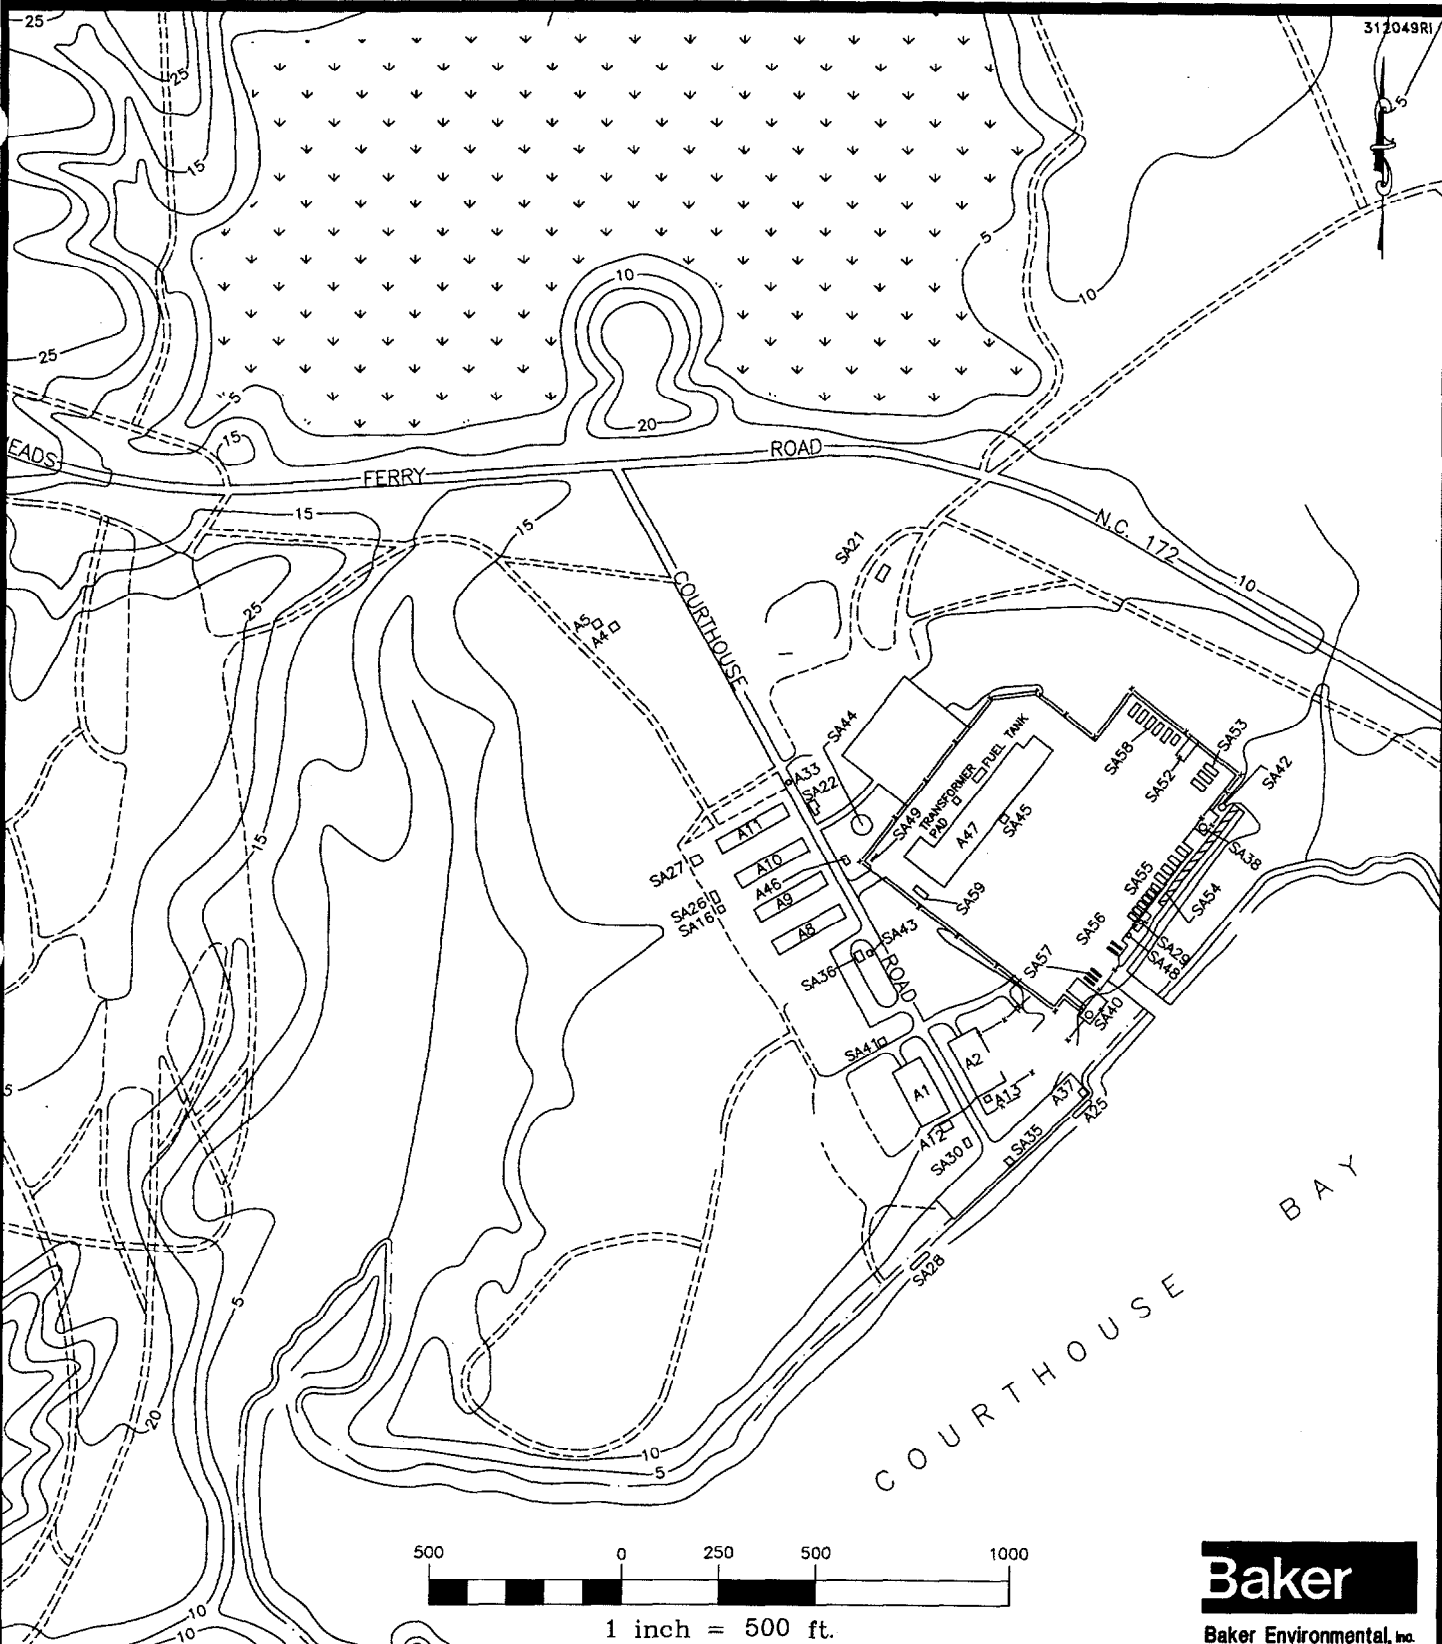 312049RI
25
25
15
5
5
10
10
25
5
15
20
EADS
FERRY
ROAD
N.C. 172
10
15
15
25
15
COURTHOUSE
ROAD
SA21
A5
A4
SA44
A33
SA22
SA49
TRANSFORMER
PAD
FUEL TANK
A47
SA45
SA59
SA58
SA52
SA53
SA42
SA38
SA55
SA54
SA56
SA29
SA48
SA57
SA40
A11
A10
A46
A9
A8
SA27
SA26
SA16
SA43
SA36
SA41
A2
A1
A13
A12
SA30
SA35
A37
A25
SA28
5
5
20
10
5
10
10
COURTHOUSE BAY
500
0
250
500
1000
1 inch = 500 ft.
Baker
Baker Environmental, Inc.